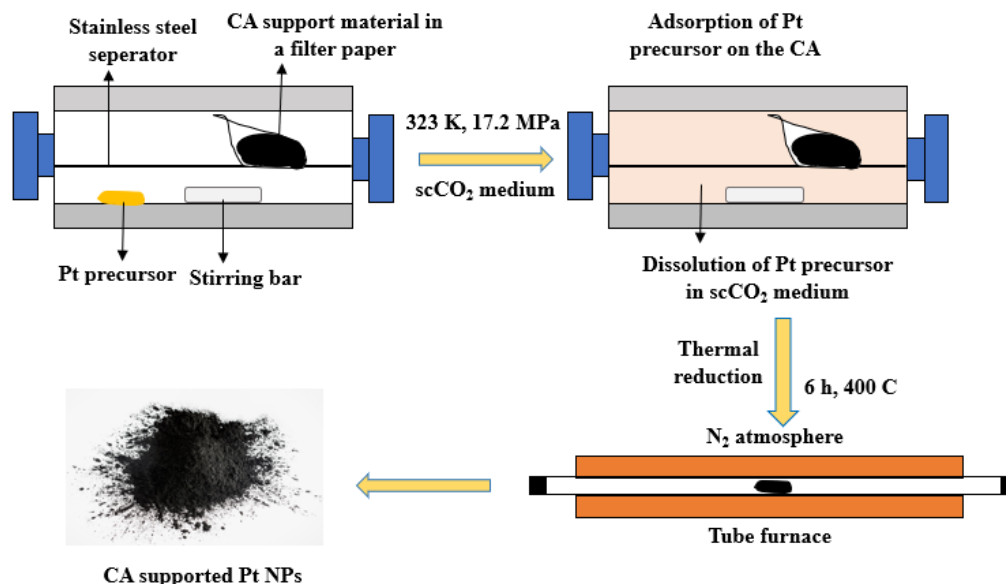 Stainless steel
seperator
CA support material in
a filter paper
Adsorption of Pt
precursor on the CA
323 K, 17.2 MPa
scCO₂ medium
Pt precursor
Stirring bar
Dissolution of Pt precursor
in scCO₂ medium
Thermal
reduction
6 h, 400 C
N₂ atmosphere
Tube furnace
CA supported Pt NPs